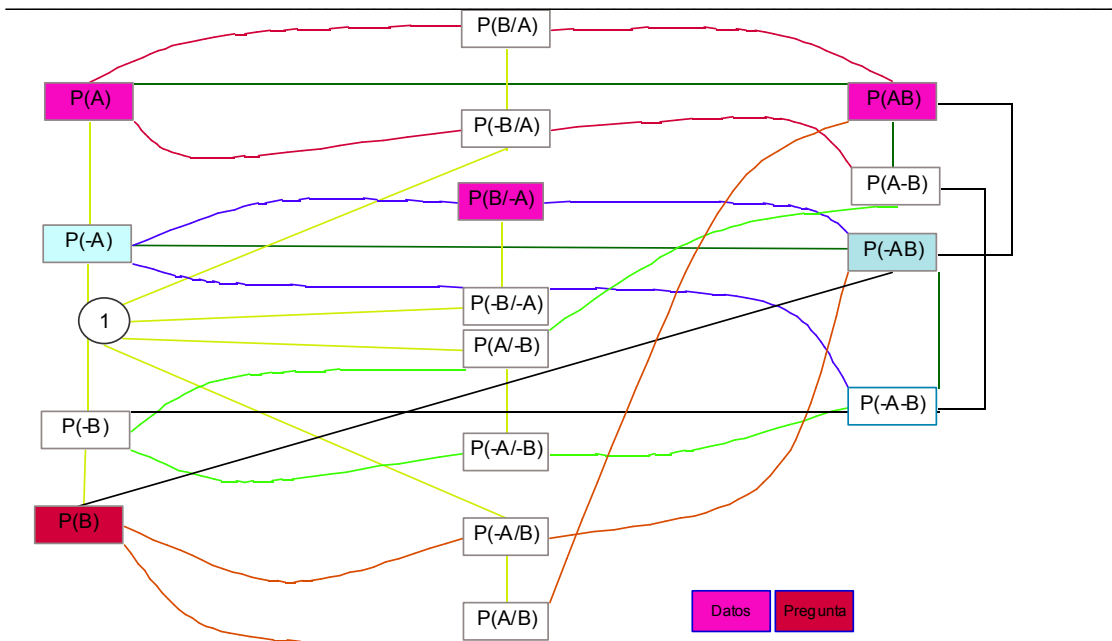 P(B/A)
P(A)
P(AB)
P(-B/A)
P(A-B)
P(B/-A)
P(-A)
P(-AB)
P(-B/-A)
1
P(A/-B)
P(-A-B)
P(-B)
P(-A/-B)
P(B)
P(-A/B)
P(A/B)
Datos
Pregunta